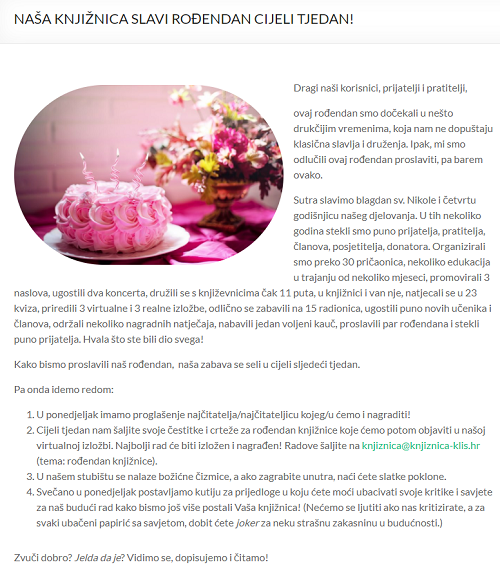 NAŠA KNJIŽNICA SLAVI ROĐENDAN CIJELI TJEDAN!
Dragi naši korisnici, prijatelji i pratitelji,
ovaj rođendan smo dočekali u nešto
drukčijim vremenima, koja nam ne dopuštaju
klasična slavlja i druženja. Ipak, mi smo
odlučili ovaj rođendan proslaviti, pa barem
ovako.
Sutra slavimo blagdan sv. Nikole i četvrtu
godišnjicu našeg djelovanja. U tih nekoliko
godina stekli smo puno prijatelja, pratitelja,
članova, posjetitelja, donatora. Organizirali
smo preko 30 pričaonica, nekoliko edukacija
u trajanju od nekoliko mjeseci, promovirali 3
naslova, ugostili dva koncerta, družili se s književnicima čak 11 puta, u knjižnici i van nje, natjecali se u 23
kviza, priredili 3 virtualne i 3 realne izložbe, odlično se zabavili na 15 radionica, ugostili puno novih učenika i
članova, održali nekoliko nagradnih natječaja, nabavili jedan voljeni kauč, proslavili par rođendana i stekli
puno prijatelja. Hvala što ste bili dio svega!
Kako bismo proslavili naš rođendan, naša zabava se seli u cijeli sljedeći tjedan.
Pa onda idemo redom:
1. U ponedjeljak imamo proglašenje najčitatelja/najčitateljicu kojeg/u ćemo i nagraditi!
2. Cijeli tjedan nam šaljite svoje čestitke i crteže za rođendan knjižnice koje ćemo potom objaviti u našoj
virtualnoj izložbi. Najbolji rad će biti izložen i nagrađen! Radove šaljite na knjiznica@knjiznica-klis.hr
(tema: rođendan knjižnice).
3. U našem stubištu se nalaze božićne čizmice, a ako zagrabite unutra, naći ćete slatke poklone.
4. Svečano u ponedjeljak postavljamo kutiju za prijedloge u koju ćete moći ubacivati svoje kritike i savjete
za naš budući rad kako bismo još više postali Vaša knjižnica! (Nećemo se ljutiti ako nas kritizirate, a za
svaki ubačeni papirić sa savjetom, dobit ćete joker za neku strašnu zakasninu u budućnosti.)
Zvuči dobro? Jelda da je? Vidimo se, dopisujemo i čitamo!